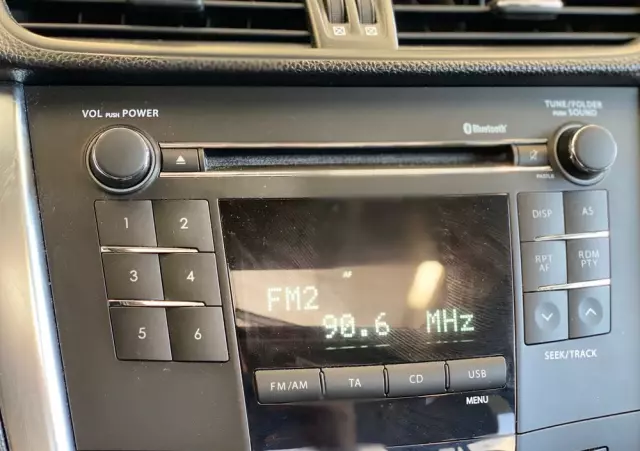 VOL PUSH POWER
TUNE/FOLDER
PUSH SOUND
Bluetooth
1 2
DISP AS
3 4
RPT AF
RDM PTY
AF
FM2
90.6 MHz
5 6
SEEK/TRACK
FM/AM TA CD USB
MENU